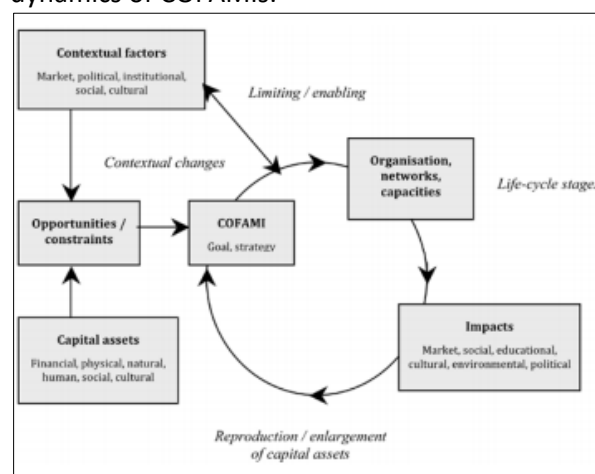 dynamics of COFAMIs.
Contextual factors
Market, political, institutional,
social, cultural
Limiting / enabling
Contextual changes
Organisation,
networks,
capacities
Life-cycle stages
Opportunities /
constraints
COFAMI
Goal, strategy
Capital assets
Financial, physical, natural,
human, social, cultural
Impacts
Market, social, educational,
cultural, environmental, political
Reproduction / enlargement
of capital assets